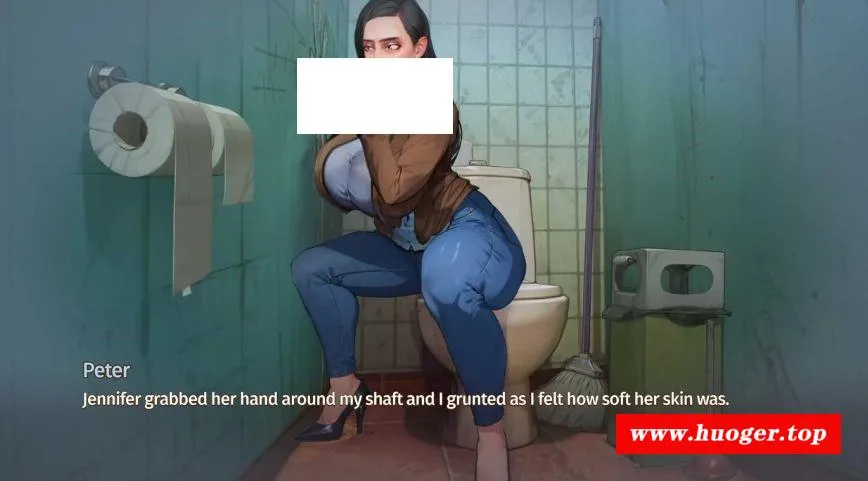 Peter
Jennifer grabbed her hand around my shaft and I grunted as I felt how soft her skin was.
www.huoger.top